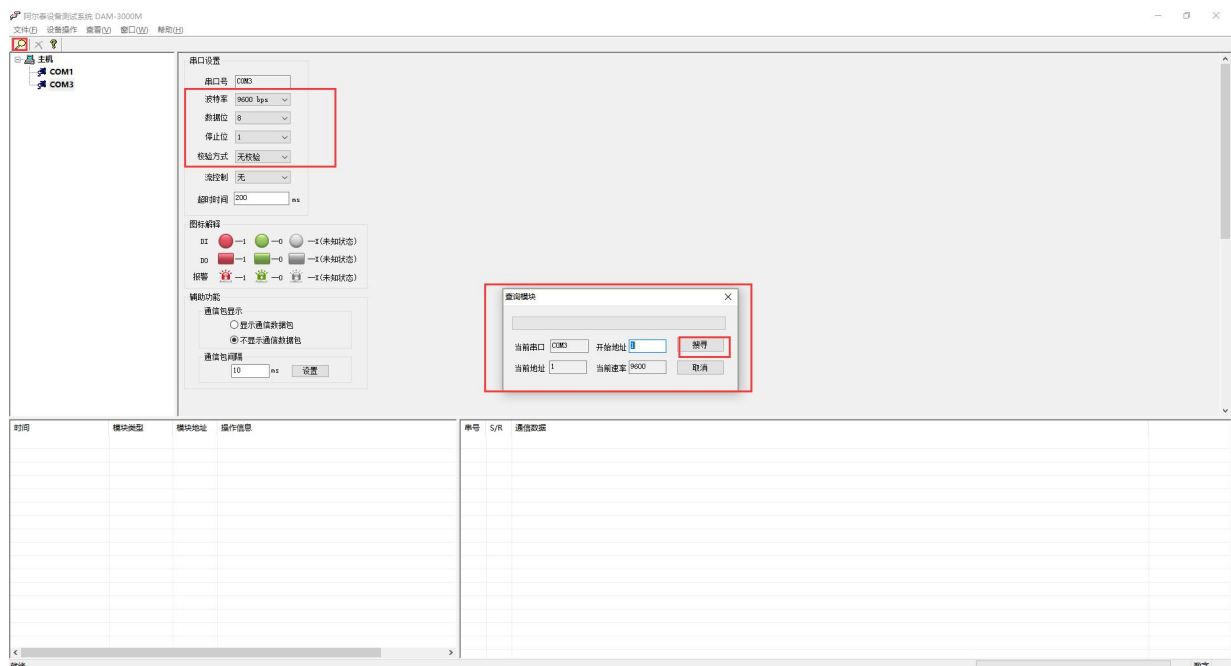 阿尔泰设备测试系统 DAM-3000M
文件(F) 设备操作 查看(V) 窗口(W) 帮助(H)
主机
COM1
COM3
串口设置
串口号 COM3
波特率 9600 bps
数据位 8
停止位 1
校验方式 无校验
流控制 无
超时时间 200 ms
图标解释
DI —1 —0 —X(未知状态)
DO —1 —0 —X(未知状态)
报警 —1 —0 —X(未知状态)
辅助功能
通信包显示
显示通信数据包
不显示通信数据包
通信包间隔
10 ms 设置
查询模块
当前串口 COM3 开始地址 搜寻
当前地址 1 当前速率 9600 取消
时间 模块类型 模块地址 操作信息
串号 S/R 通信数据
就绪 数字